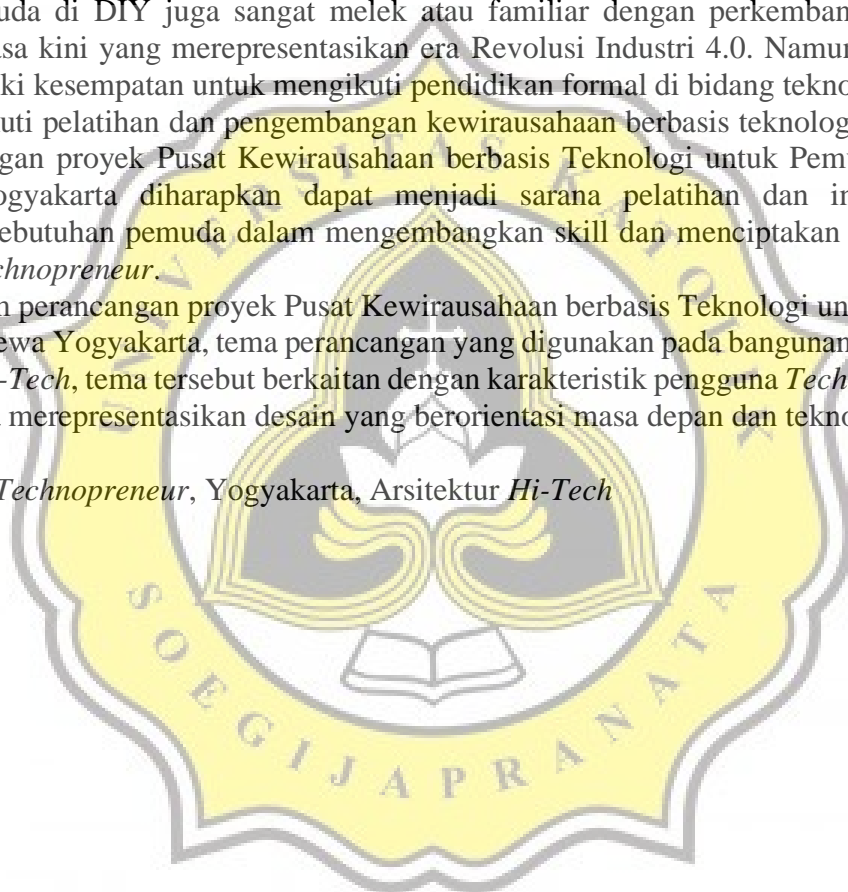 uda di DIY juga sangat melek atau familiar dengan perkemban
sa kini yang merepresentasikan era Revolusi Industri 4.0. Namun
ki kesempatan untuk mengikuti pendidikan formal di bidang tekno
uti pelatihan dan pengembangan kewirausahaan berbasis teknolog
gan proyek Pusat Kewirausahaan berbasis Teknologi untuk Pemu
ogyakarta diharapkan dapat menjadi sarana pelatihan dan in
ebutuhan pemuda dalam mengembangkan skill dan menciptakan
chnopreneur.
n perancangan proyek Pusat Kewirausahaan berbasis Teknologi un
ewa Yogyakarta, tema perancangan yang digunakan pada bangunan
-Tech, tema tersebut berkaitan dengan karakteristik pengguna Tech
merepresentasikan desain yang berorientasi masa depan dan tekno
Technopreneur, Yogyakarta, Arsitektur Hi-Tech
UNIVERSITAS KATOLIK
SOEGIJAPRANATA